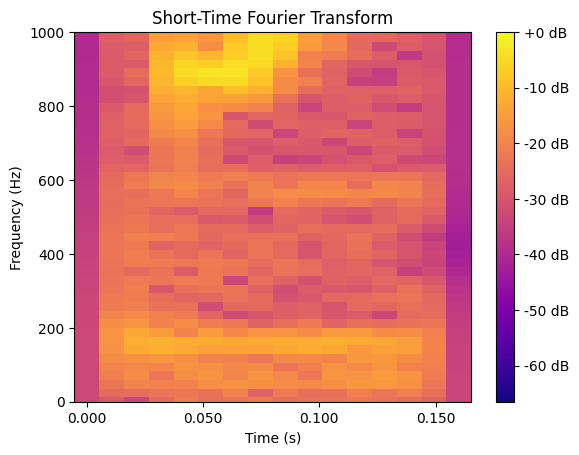 Short-Time Fourier Transform
1000
800
600
400
200
0
Frequency (Hz)
0.000
0.050
0.100
0.150
Time (s)
+0 dB
-10 dB
-20 dB
-30 dB
-40 dB
-50 dB
-60 dB